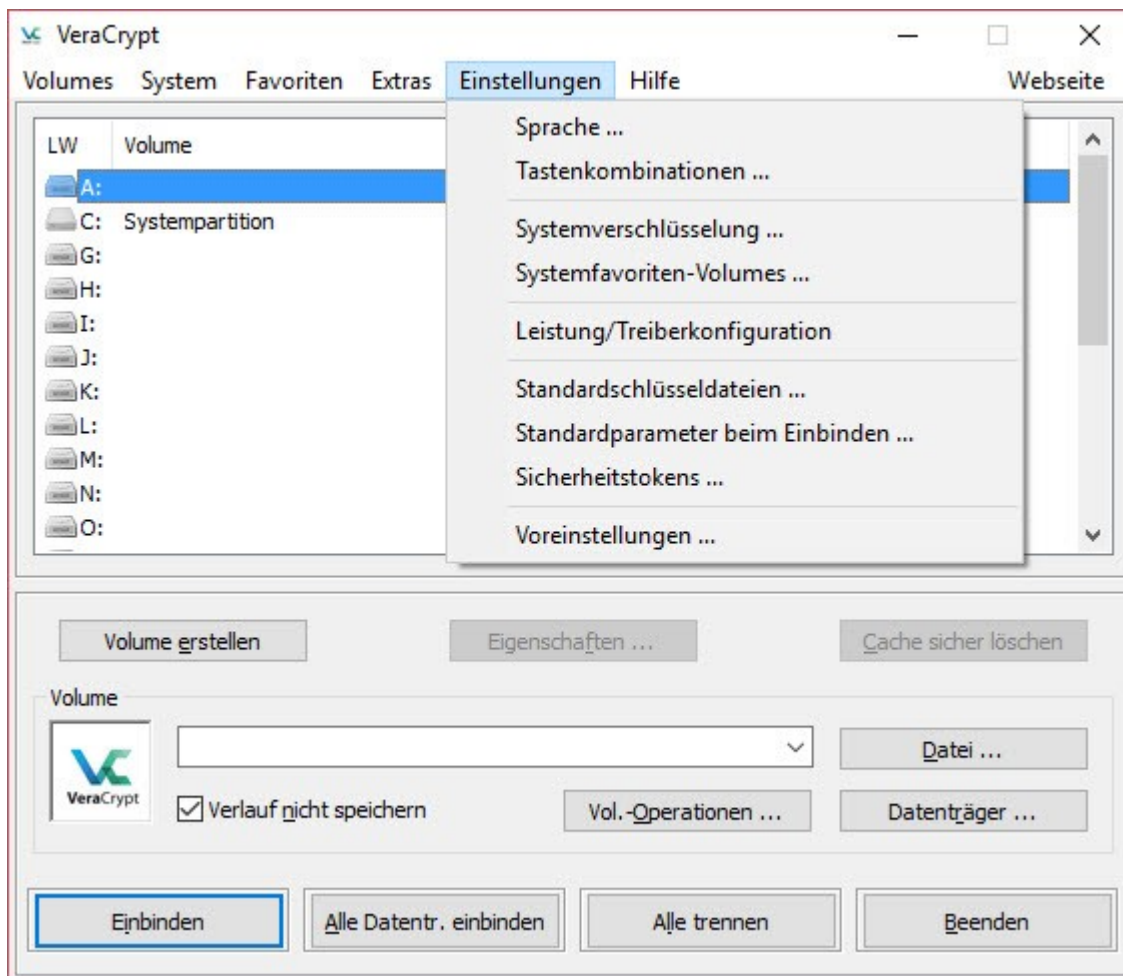 VeraCrypt
Volumes System Favoriten Extras Einstellungen Hilfe Webseite
LW Volume
A:
C: Systempartition
G:
H:
I:
J:
K:
L:
M:
N:
O:
Sprache ...
Tastenkombinationen ...
Systemverschlüsselung ...
Systemfavoriten-Volumes ...
Leistung/Treiberkonfiguration
Standardschlüsseldateien ...
Standardparameter beim Einbinden ...
Sicherheitstokens ...
Voreinstellungen ...
Volume erstellen Eigenschaften ... Cache sicher löschen
Volume
VeraCrypt
Datei ...
Verlauf nicht speichern Vol.-Operationen ... Datenträger ...
Einbinden Alle Datentr. einbinden Alle trennen Beenden